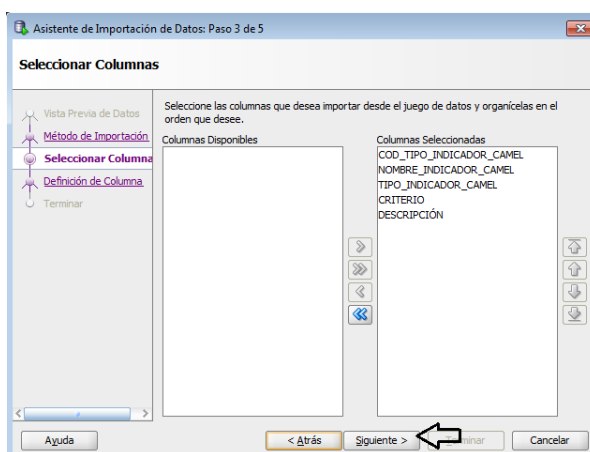 Asistente de Importación de Datos: Paso 3 de 5
Seleccionar Columnas
Vista Previa de Datos
Método de Importación
Seleccionar Columna
Definición de Columna
Terminar
Seleccione las columnas que desea importar desde el juego de datos y organícelas en el
orden que desee.
Columnas Disponibles
Columnas Seleccionadas
COD_TIPO_INDICADOR_CAMEL
NOMBRE_INDICADOR_CAMEL
TIPO_INDICADOR_CAMEL
CRITERIO
DESCRIPCIÓN
Ayuda
< Atrás
Siguiente >
Terminar
Cancelar